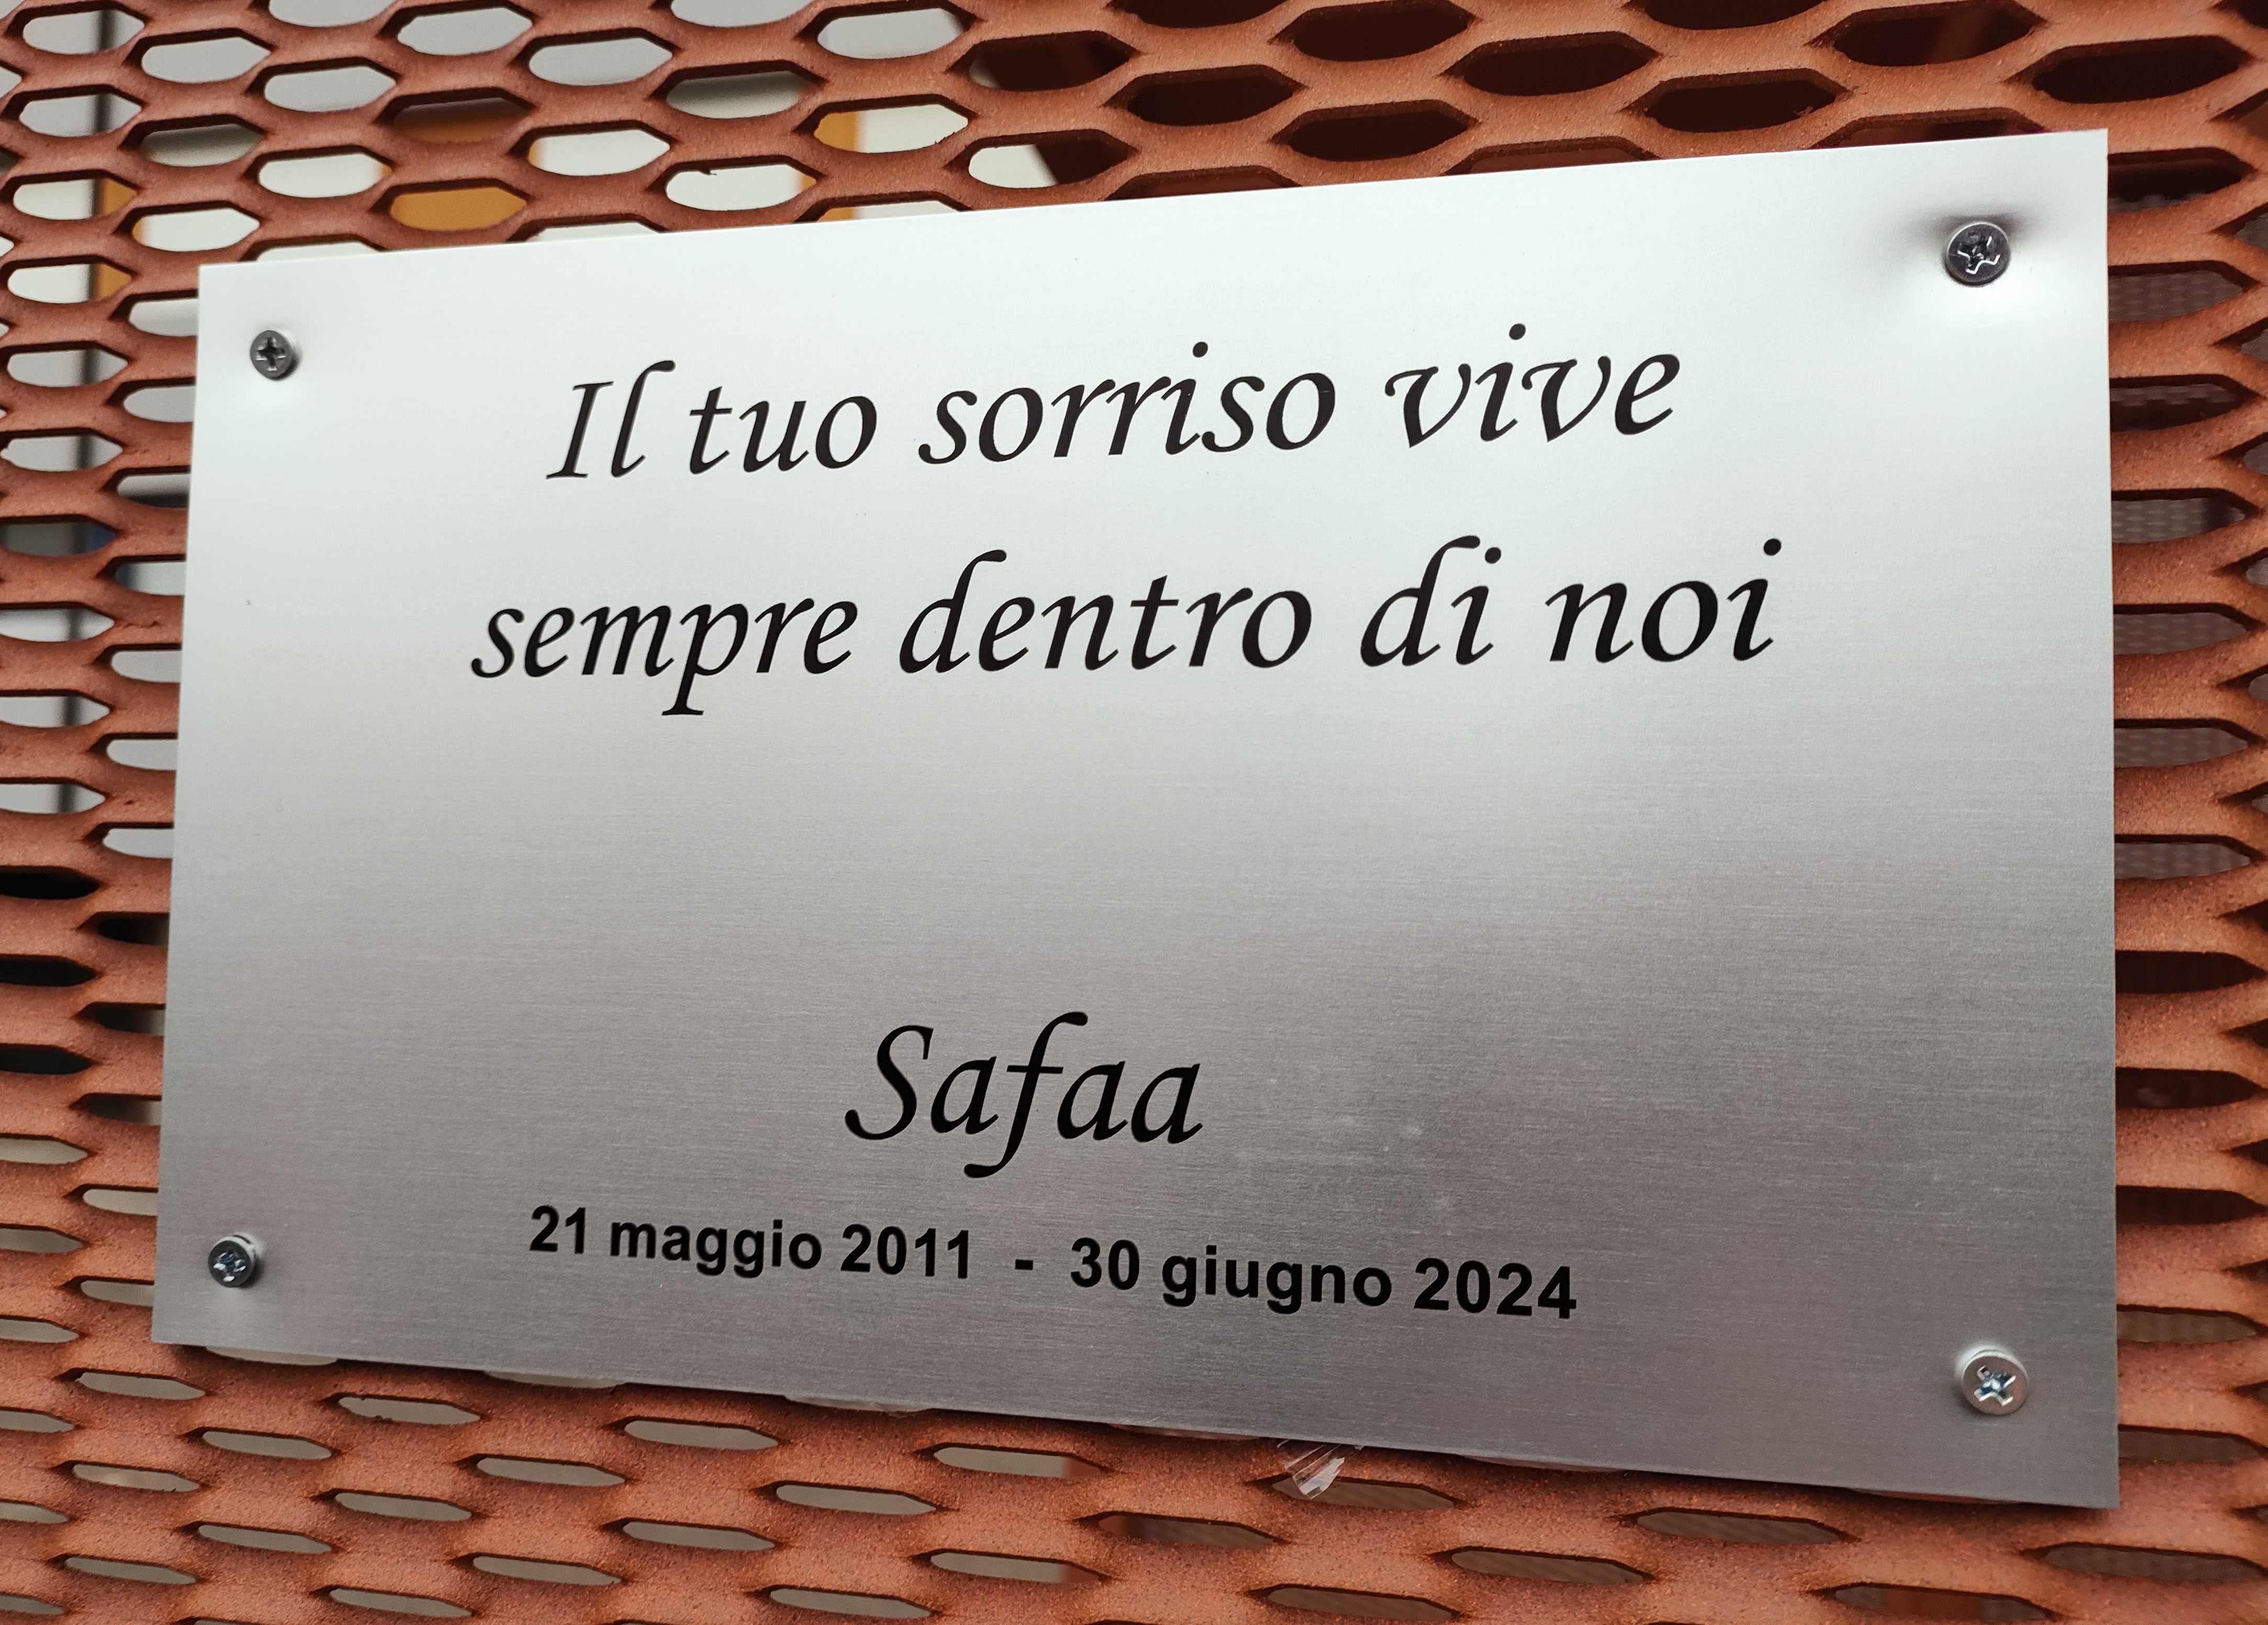 Il tuo sorriso vive
sempre dentro di noi
Safaa
21 maggio 2011 - 30 giugno 2024